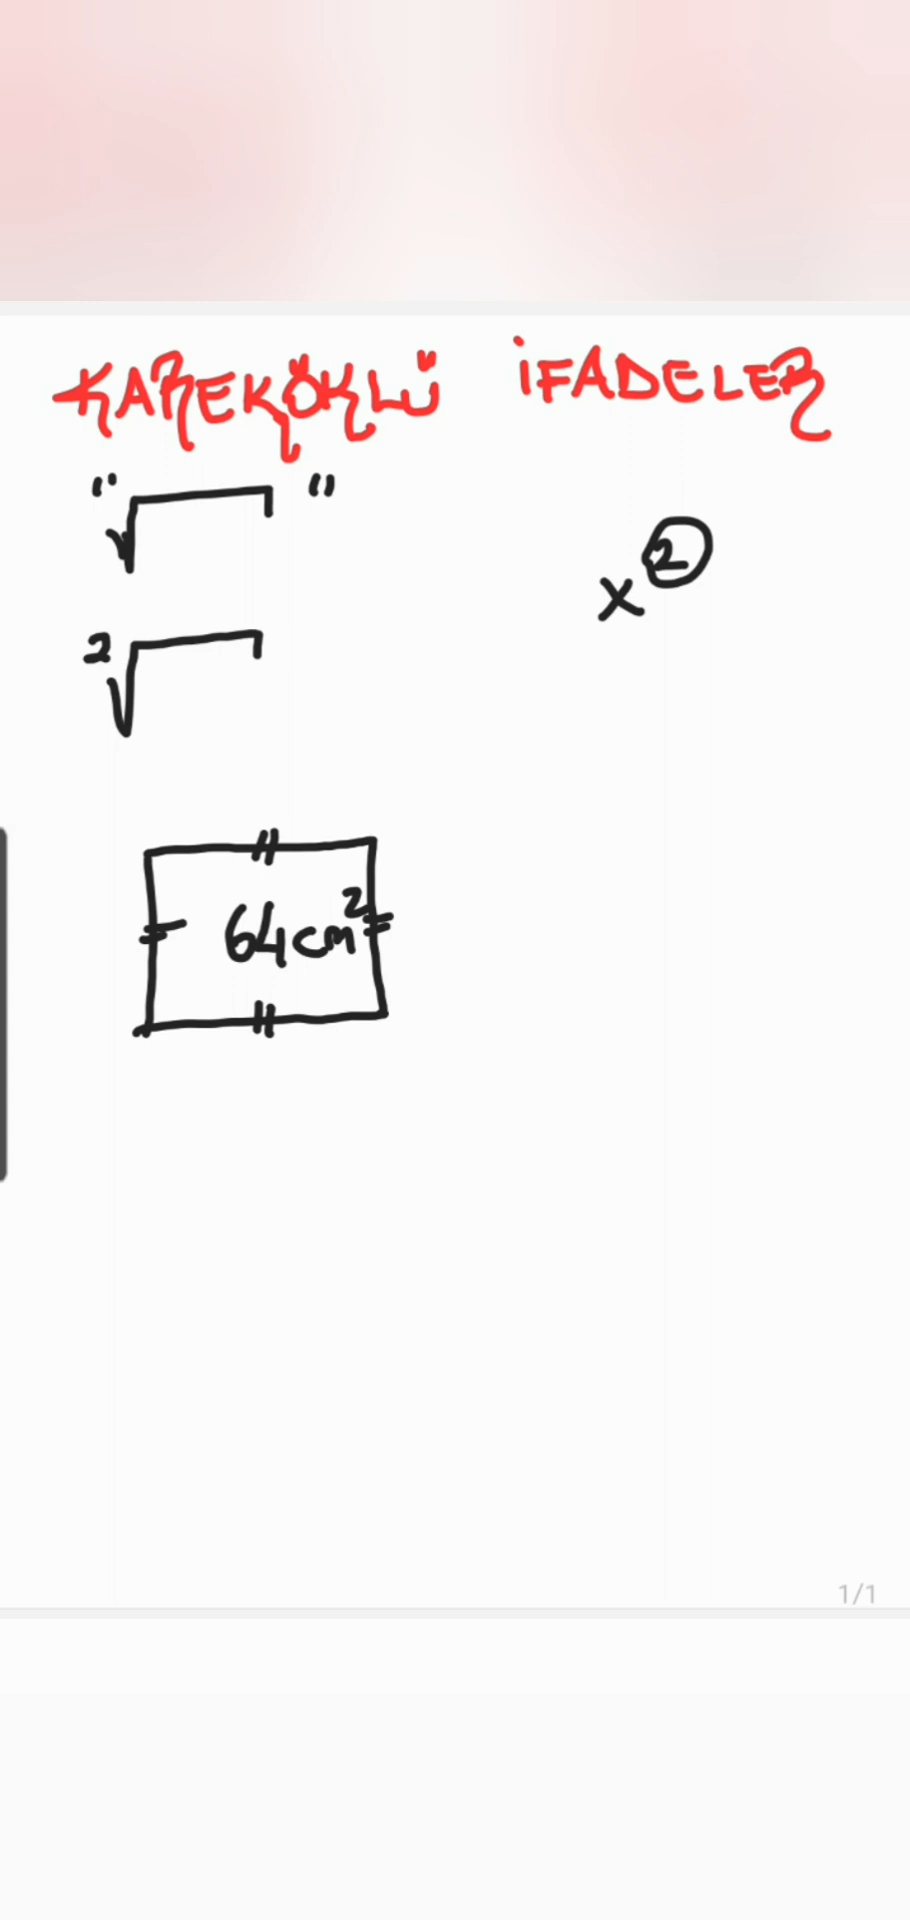 KAREKÖKLÜ İFADELER
"√ "
x²
²√
64cm²
1/1